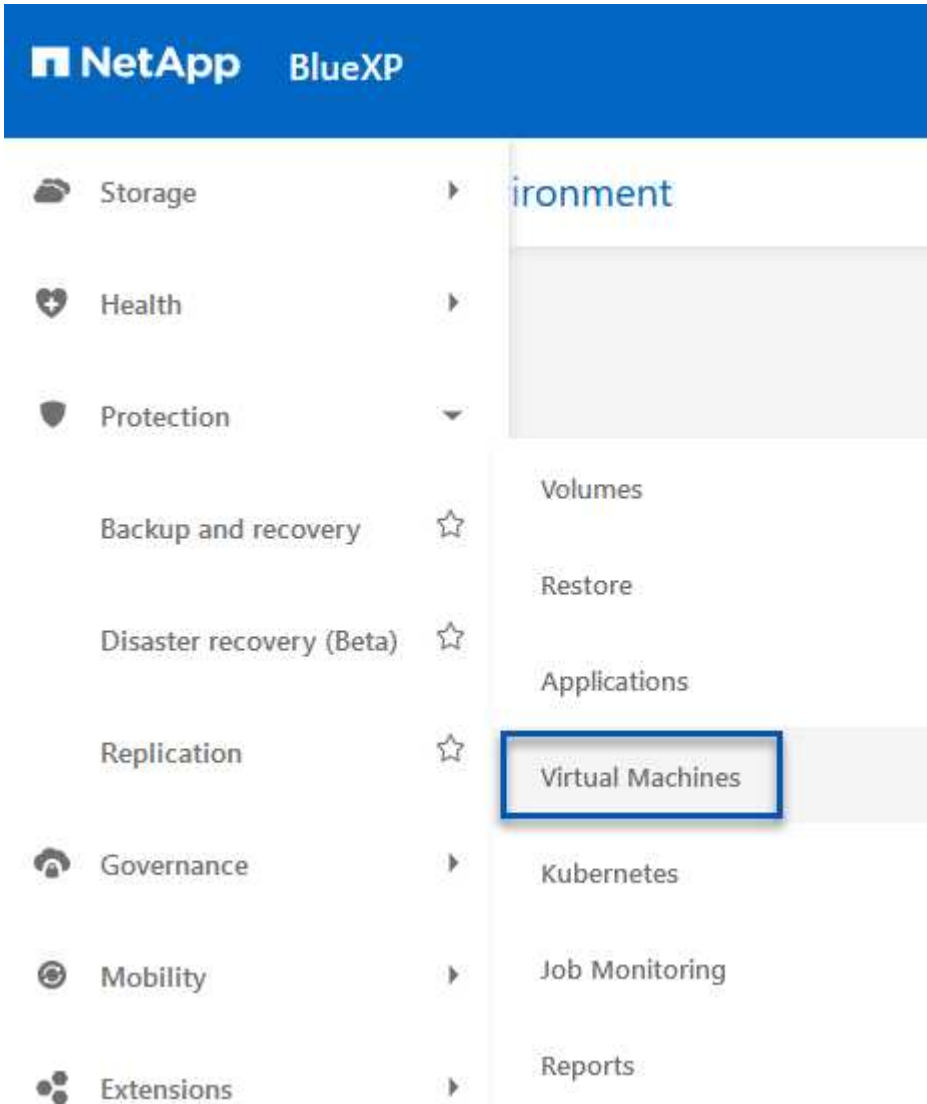 NetApp BlueXP
ironment
Storage
Health
Protection
Backup and recovery
Disaster recovery (Beta)
Replication
Governance
Mobility
Extensions
Volumes
Restore
Applications
Virtual Machines
Kubernetes
Job Monitoring
Reports